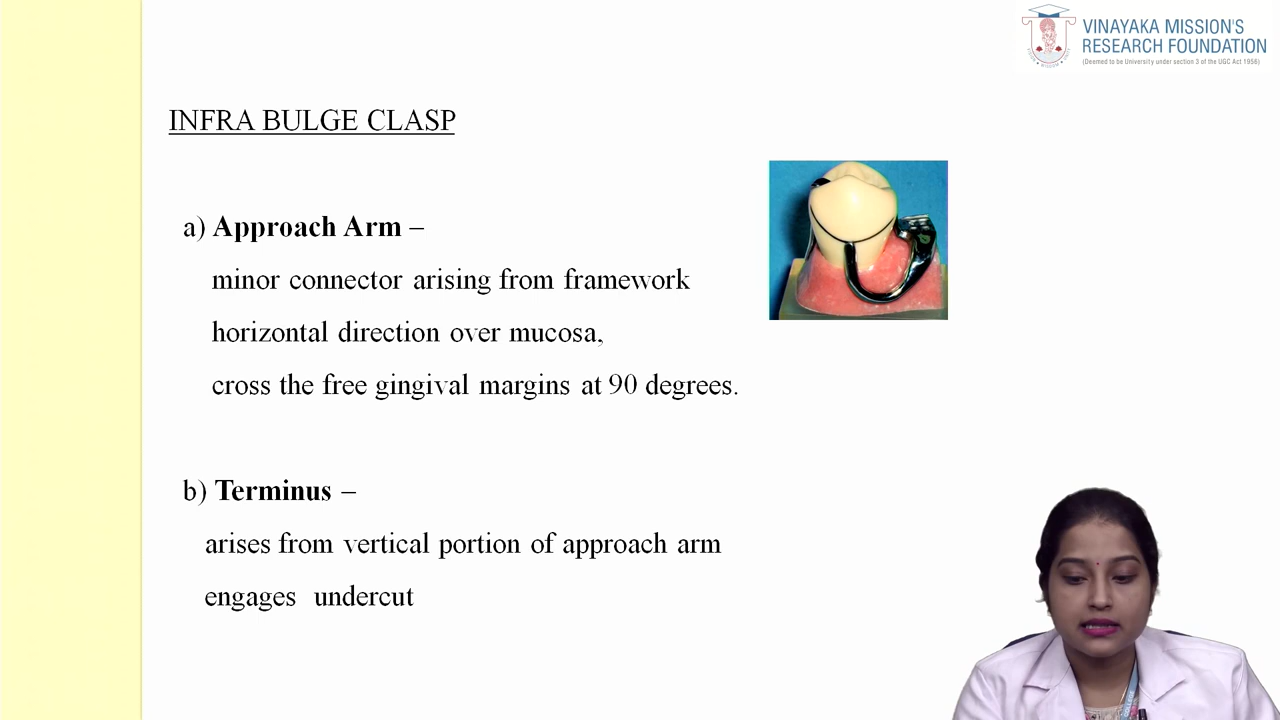 VINAYAKA MISSION'S
RESEARCH FOUNDATION
(Deemed to be University under section 3 of the UGC Act 1956)
INFRA BULGE CLASP
a) Approach Arm –
minor connector arising from framework
horizontal direction over mucosa,
cross the free gingival margins at 90 degrees.
b) Terminus –
arises from vertical portion of approach arm
engages undercut